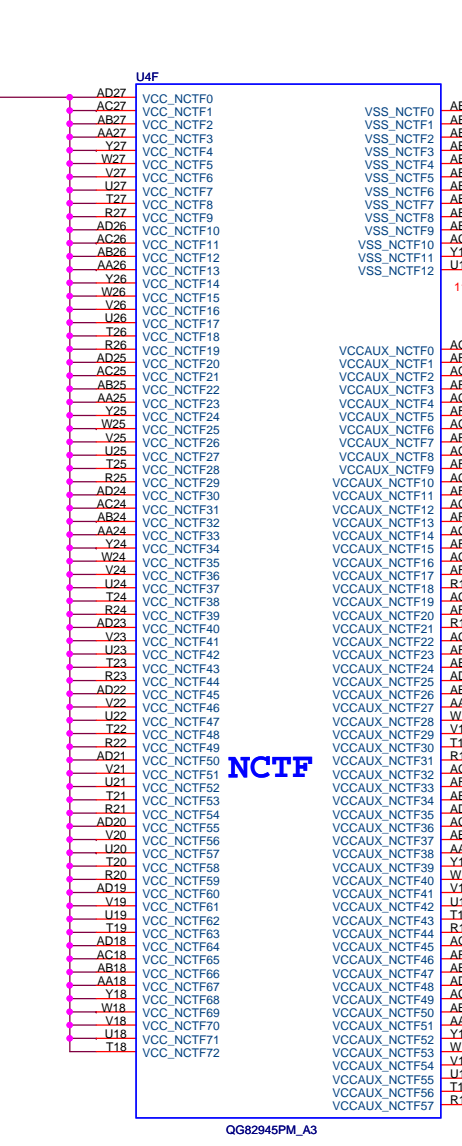 U4F
AD27 VCC_NCTF0
AC27 VCC_NCTF1
AB27 VCC_NCTF2
AA27 VCC_NCTF3
Y27 VCC_NCTF4
W27 VCC_NCTF5
V27 VCC_NCTF6
U27 VCC_NCTF7
T27 VCC_NCTF8
R27 VCC_NCTF9
AD26 VCC_NCTF10
AC26 VCC_NCTF11
AB26 VCC_NCTF12
AA26 VCC_NCTF13
Y26 VCC_NCTF14
W26 VCC_NCTF15
V26 VCC_NCTF16
U26 VCC_NCTF17
T26 VCC_NCTF18
R26 VCC_NCTF19
AD25 VCC_NCTF20
AC25 VCC_NCTF21
AB25 VCC_NCTF22
AA25 VCC_NCTF23
Y25 VCC_NCTF24
W25 VCC_NCTF25
V25 VCC_NCTF26
U25 VCC_NCTF27
T25 VCC_NCTF28
R25 VCC_NCTF29
AD24 VCC_NCTF30
AC24 VCC_NCTF31
AB24 VCC_NCTF32
AA24 VCC_NCTF33
Y24 VCC_NCTF34
W24 VCC_NCTF35
V24 VCC_NCTF36
U24 VCC_NCTF37
T24 VCC_NCTF38
R24 VCC_NCTF39
AD23 VCC_NCTF40
V23 VCC_NCTF41
U23 VCC_NCTF42
T23 VCC_NCTF43
R23 VCC_NCTF44
AD22 VCC_NCTF45
V22 VCC_NCTF46
U22 VCC_NCTF47
T22 VCC_NCTF48
R22 VCC_NCTF49
AD21 VCC_NCTF50
V21 VCC_NCTF51
U21 VCC_NCTF52
T21 VCC_NCTF53
R21 VCC_NCTF54
AD20 VCC_NCTF55
V20 VCC_NCTF56
U20 VCC_NCTF57
T20 VCC_NCTF58
R20 VCC_NCTF59
AD19 VCC_NCTF60
V19 VCC_NCTF61
U19 VCC_NCTF62
T19 VCC_NCTF63
AD18 VCC_NCTF64
AC18 VCC_NCTF65
AB18 VCC_NCTF66
AA18 VCC_NCTF67
Y18 VCC_NCTF68
W18 VCC_NCTF69
V18 VCC_NCTF70
U18 VCC_NCTF71
T18 VCC_NCTF72
NCTF
VSS_NCTF0
VSS_NCTF1
VSS_NCTF2
VSS_NCTF3
VSS_NCTF4
VSS_NCTF5
VSS_NCTF6
VSS_NCTF7
VSS_NCTF8
VSS_NCTF9
VSS_NCTF10
VSS_NCTF11
VSS_NCTF12
VCCAUX_NCTF0
VCCAUX_NCTF1
VCCAUX_NCTF2
VCCAUX_NCTF3
VCCAUX_NCTF4
VCCAUX_NCTF5
VCCAUX_NCTF6
VCCAUX_NCTF7
VCCAUX_NCTF8
VCCAUX_NCTF9
VCCAUX_NCTF10
VCCAUX_NCTF11
VCCAUX_NCTF12
VCCAUX_NCTF13
VCCAUX_NCTF14
VCCAUX_NCTF15
VCCAUX_NCTF16
VCCAUX_NCTF17
VCCAUX_NCTF18
VCCAUX_NCTF19
VCCAUX_NCTF20
VCCAUX_NCTF21
VCCAUX_NCTF22
VCCAUX_NCTF23
VCCAUX_NCTF24
VCCAUX_NCTF25
VCCAUX_NCTF26
VCCAUX_NCTF27
VCCAUX_NCTF28
VCCAUX_NCTF29
VCCAUX_NCTF30
VCCAUX_NCTF31
VCCAUX_NCTF32
VCCAUX_NCTF33
VCCAUX_NCTF34
VCCAUX_NCTF35
VCCAUX_NCTF36
VCCAUX_NCTF37
VCCAUX_NCTF38
VCCAUX_NCTF39
VCCAUX_NCTF40
VCCAUX_NCTF41
VCCAUX_NCTF42
VCCAUX_NCTF43
VCCAUX_NCTF44
VCCAUX_NCTF45
VCCAUX_NCTF46
VCCAUX_NCTF47
VCCAUX_NCTF48
VCCAUX_NCTF49
VCCAUX_NCTF50
VCCAUX_NCTF51
VCCAUX_NCTF52
VCCAUX_NCTF53
VCCAUX_NCTF54
VCCAUX_NCTF55
VCCAUX_NCTF56
VCCAUX_NCTF57
QG82945PM_A3